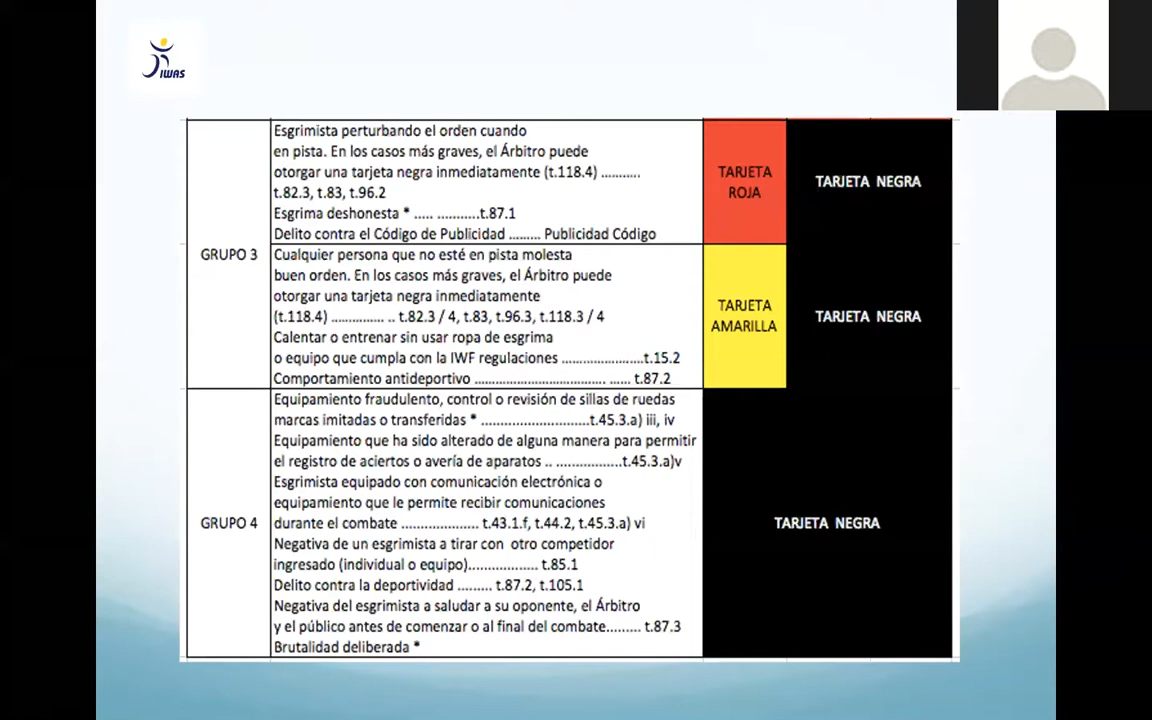 IWAS
Esgrimista perturbando el orden cuando
en pista. En los casos más graves, el Árbitro puede
otorgar una tarjeta negra inmediatamente (t.118.4) ...........
t.82.3, t.83, t.96.2
Esgrima deshonesta * ..... ...........t.87.1
Delito contra el Código de Publicidad ......... Publicidad Código
TARJETA
ROJA
TARJETA NEGRA
GRUPO 3
Cualquier persona que no esté en pista molesta
buen orden. En los casos más graves, el Árbitro puede
otorgar una tarjeta negra inmediatamente
(t.118.4) ............... .. t.82.3 / 4, t.83, t.96.3, t.118.3 / 4
Calentar o entrenar sin usar ropa de esgrima
o equipo que cumpla con la IWF regulaciones .......................t.15.2
Comportamiento antideportivo ..................................... ...... t.87.2
TARJETA
AMARILLA
TARJETA NEGRA
GRUPO 4
Equipamiento fraudulento, control o revisión de sillas de ruedas
marcas imitadas o transferidas * ..............................t.45.3.a) iii, iv
Equipamiento que ha sido alterado de alguna manera para permitir
el registro de aciertos o avería de aparatos .. ..................t.45.3.a)v
Esgrimista equipado con comunicación electrónica o
equipamiento que le permite recibir comunicaciones
durante el combate ..................... t.43.1.f, t.44.2, t.45.3.a) vi
Negativa de un esgrimista a tirar con otro competidor
ingresado (individual o equipo).................. t.85.1
Delito contra la deportividad ......... t.87.2, t.105.1
Negativa del esgrimista a saludar a su oponente, el Árbitro
y el público antes de comenzar o al final del combate......... t.87.3
Brutalidad deliberada *
TARJETA NEGRA